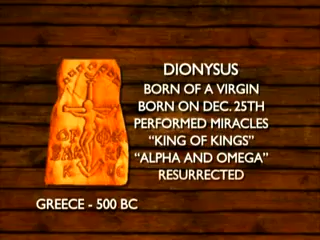 DIONYSUS
BORN OF A VIRGIN
BORN ON DEC. 25TH
PERFORMED MIRACLES
"KING OF KINGS"
"ALPHA AND OMEGA"
RESURRECTED
GREECE - 500 BC